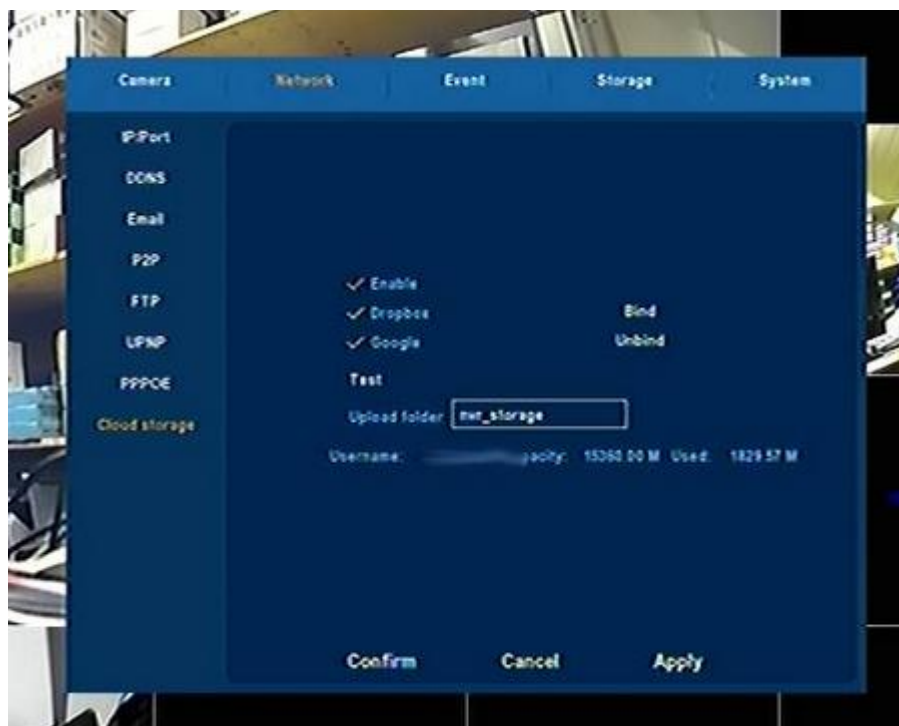 Camera Network Event Storage System
IP/Port
DDNS
Email
P2P
FTP
UPNP
PPPOE
Cloud storage
Enable
Dropbox Bind
Google Unbind
Test
Upload folder nvr_storage
Username: pacity: 15360.00 M Used: 1829.57 M
Confirm Cancel Apply